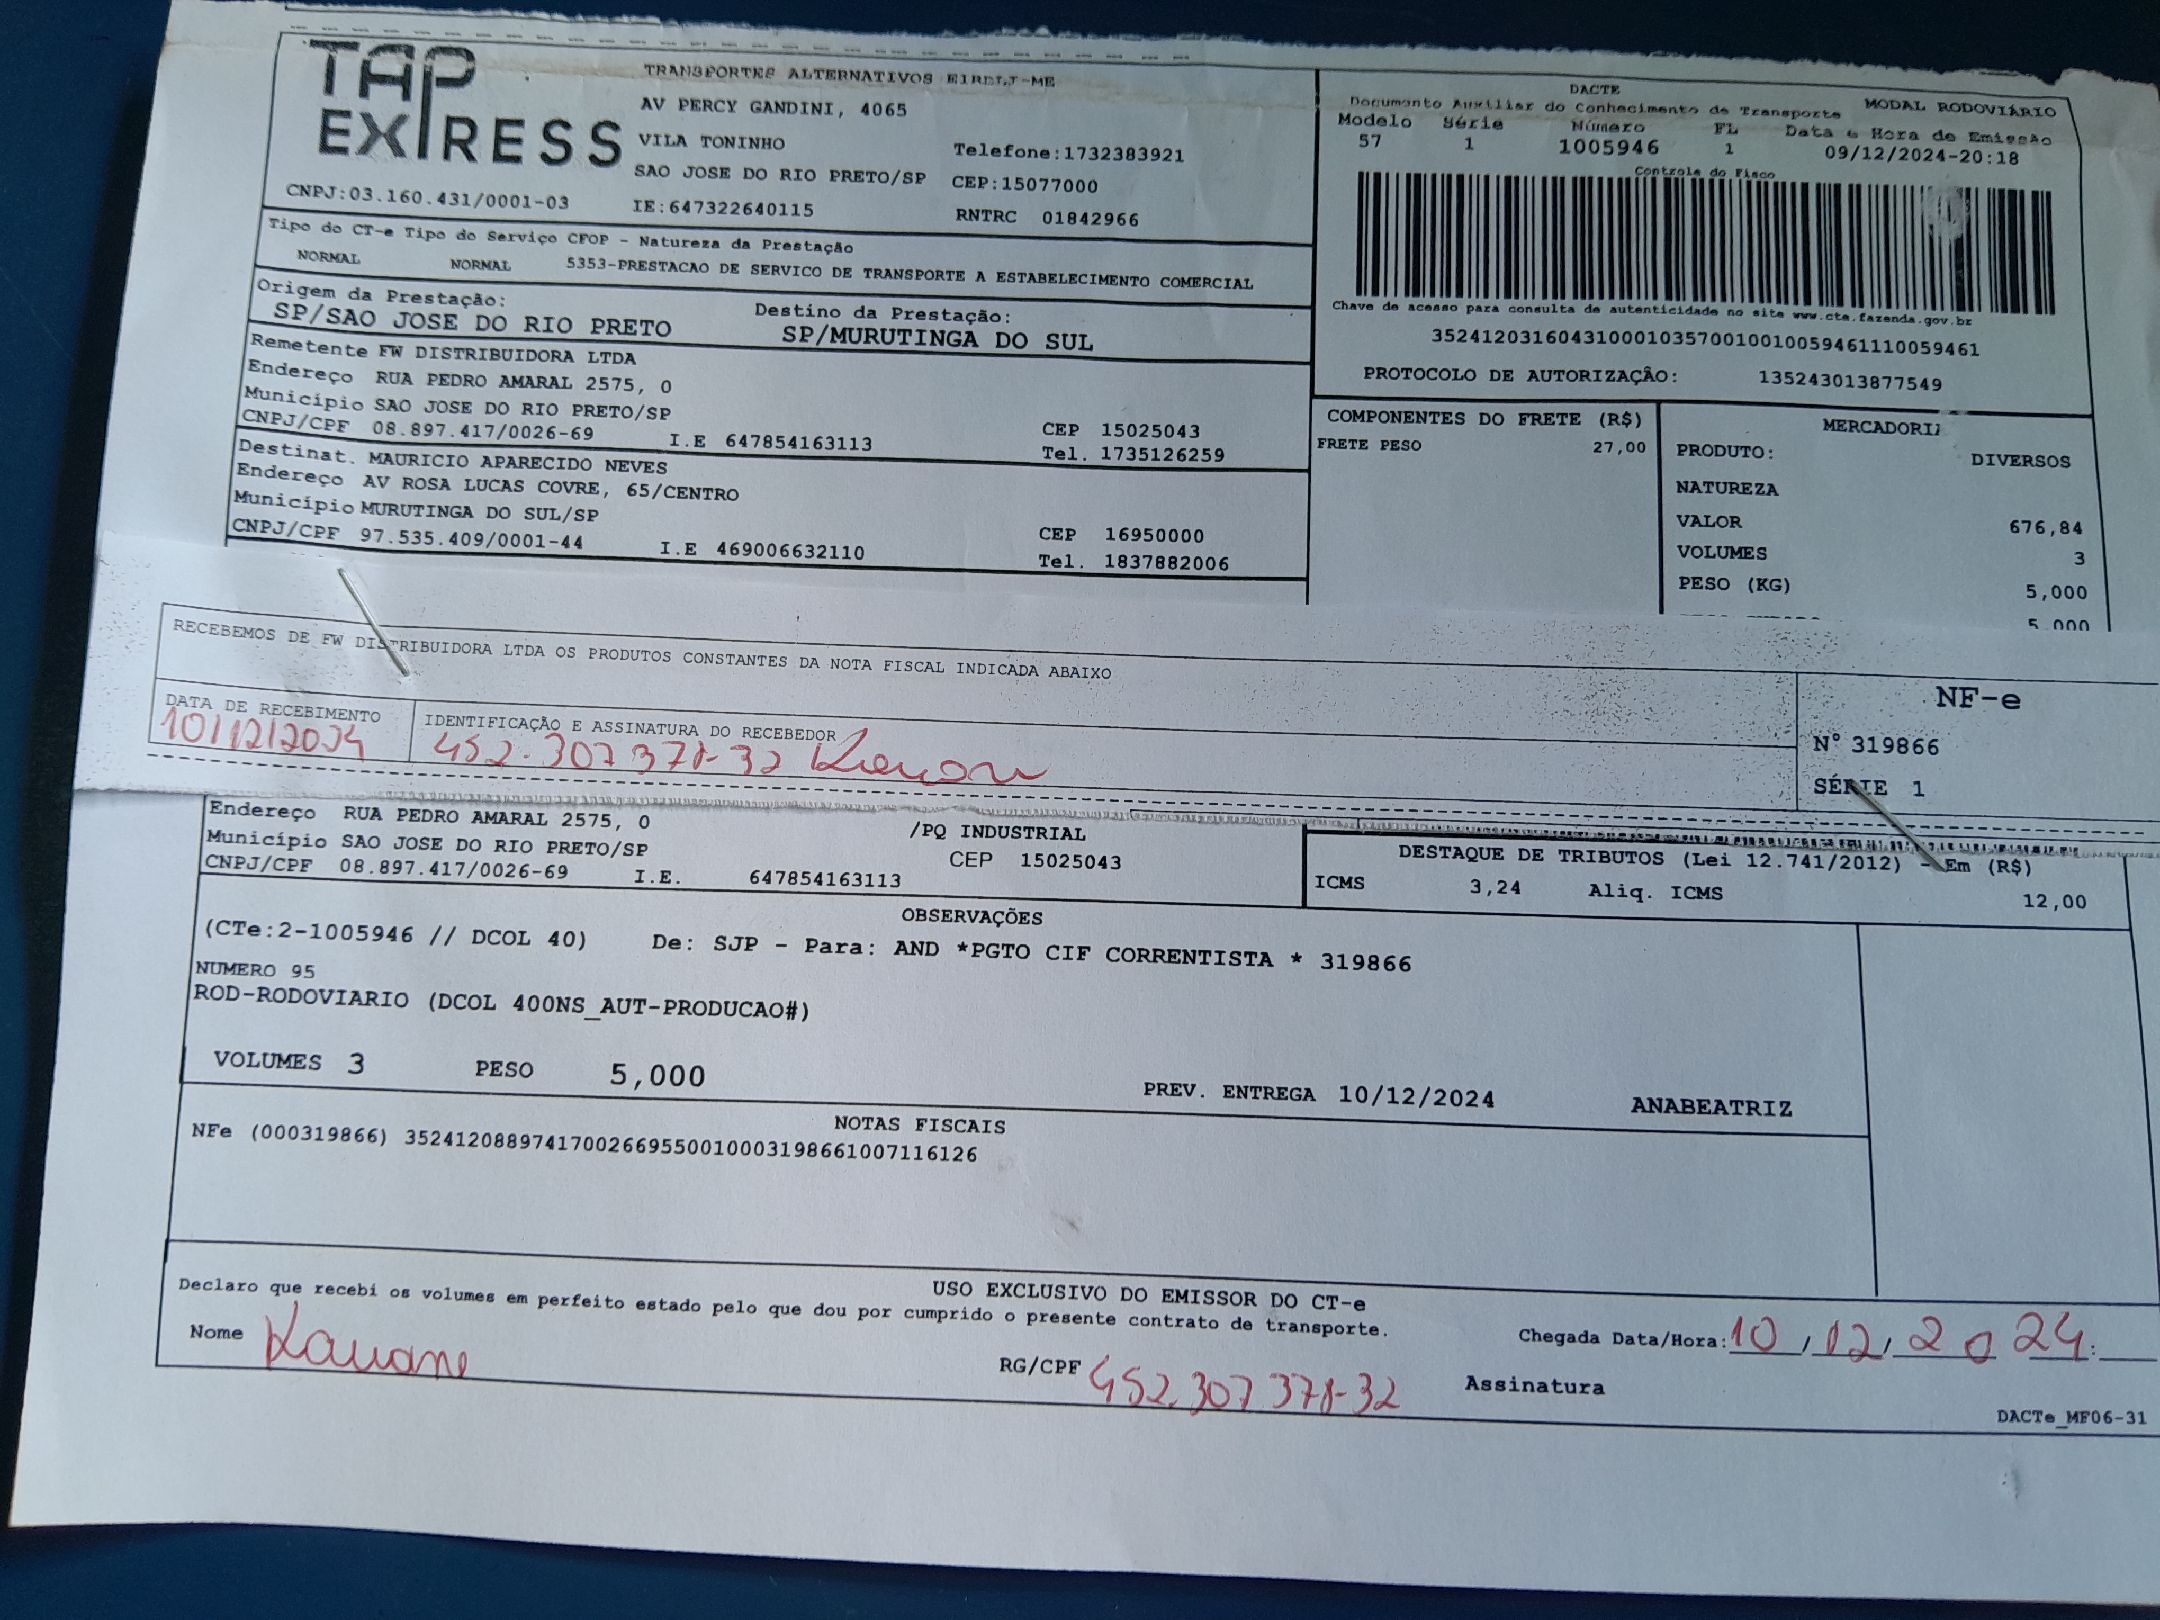 TAP EXPRESS
TRANSPORTES ALTERNATIVOS EIRELI-ME
AV PERCY GANDINI, 4065
VILA TONINHO
Telefone:1732383921
SAO JOSE DO RIO PRETO/SP CEP:15077000
CNPJ:03.160.431/0001-03 IE:647322640115 RNTRC 01842966
DACTE
Documento Auxiliar do Conhecimento de Transporte MODAL RODOVIÁRIO
Modelo Série Número FL Data e Hora de Emissão
57 1 1005946 1 09/12/2024-20:18
Controle do Fisco
Chave de acesso para consulta de autenticidade no site www.cte.fazenda.gov.br
35241203160431000103570010010059461110059461
PROTOCOLO DE AUTORIZAÇÃO: 135243013877549
Tipo do CT-e Tipo do Serviço CFOP - Natureza da Prestação
NORMAL NORMAL 5353-PRESTACAO DE SERVICO DE TRANSPORTE A ESTABELECIMENTO COMERCIAL
Origem da Prestação: Destino da Prestação:
SP/SAO JOSE DO RIO PRETO SP/MURUTINGA DO SUL
Remetente FW DISTRIBUIDORA LTDA
Endereço RUA PEDRO AMARAL 2575, 0
Município SAO JOSE DO RIO PRETO/SP CEP 15025043
CNPJ/CPF 08.897.417/0026-69 I.E 647854163113 Tel. 1735126259
Destinat. MAURICIO APARECIDO NEVES
Endereço AV ROSA LUCAS COVRE, 65/CENTRO
Município MURUTINGA DO SUL/SP CEP 16950000
CNPJ/CPF 97.535.409/0001-44 I.E 469006632110 Tel. 1837882006
COMPONENTES DO FRETE (R$)
FRETE PESO 27,00
MERCADORI
PRODUTO: DIVERSOS
NATUREZA
VALOR 676,84
VOLUMES 3
PESO (KG) 5,000
5,000
RECEBEMOS DE FW DISTRIBUIDORA LTDA OS PRODUTOS CONSTANTES DA NOTA FISCAL INDICADA ABAIXO
NF-e
Nº 319866
SÉRIE 1
DATA DE RECEBIMENTO IDENTIFICAÇÃO E ASSINATURA DO RECEBEDOR
10/12/2024 452.307378-32
Endereço RUA PEDRO AMARAL 2575, 0 /PQ INDUSTRIAL
Município SAO JOSE DO RIO PRETO/SP CEP 15025043
CNPJ/CPF 08.897.417/0026-69 I.E. 647854163113
DESTAQUE DE TRIBUTOS (Lei 12.741/2012) - Em (R$)
ICMS 3,24 Aliq. ICMS 12,00
OBSERVAÇÕES
(CTe:2-1005946 // DCOL 40) De: SJP - Para: AND *PGTO CIF CORRENTISTA * 319866
NUMERO 95
ROD-RODOVIARIO (DCOL 400NS_AUT-PRODUCAO#)
VOLUMES 3 PESO 5,000 PREV. ENTREGA 10/12/2024 ANABEATRIZ
NOTAS FISCAIS
NFe (000319866) 35241208897417002669550010003198661007116126
USO EXCLUSIVO DO EMISSOR DO CT-e
Declaro que recebi os volumes em perfeito estado pelo que dou por cumprido o presente contrato de transporte.
Nome Kauane RG/CPF 452.307378-32 Chegada Data/Hora:10/12/2024:
Assinatura
DACTe_MF06-31